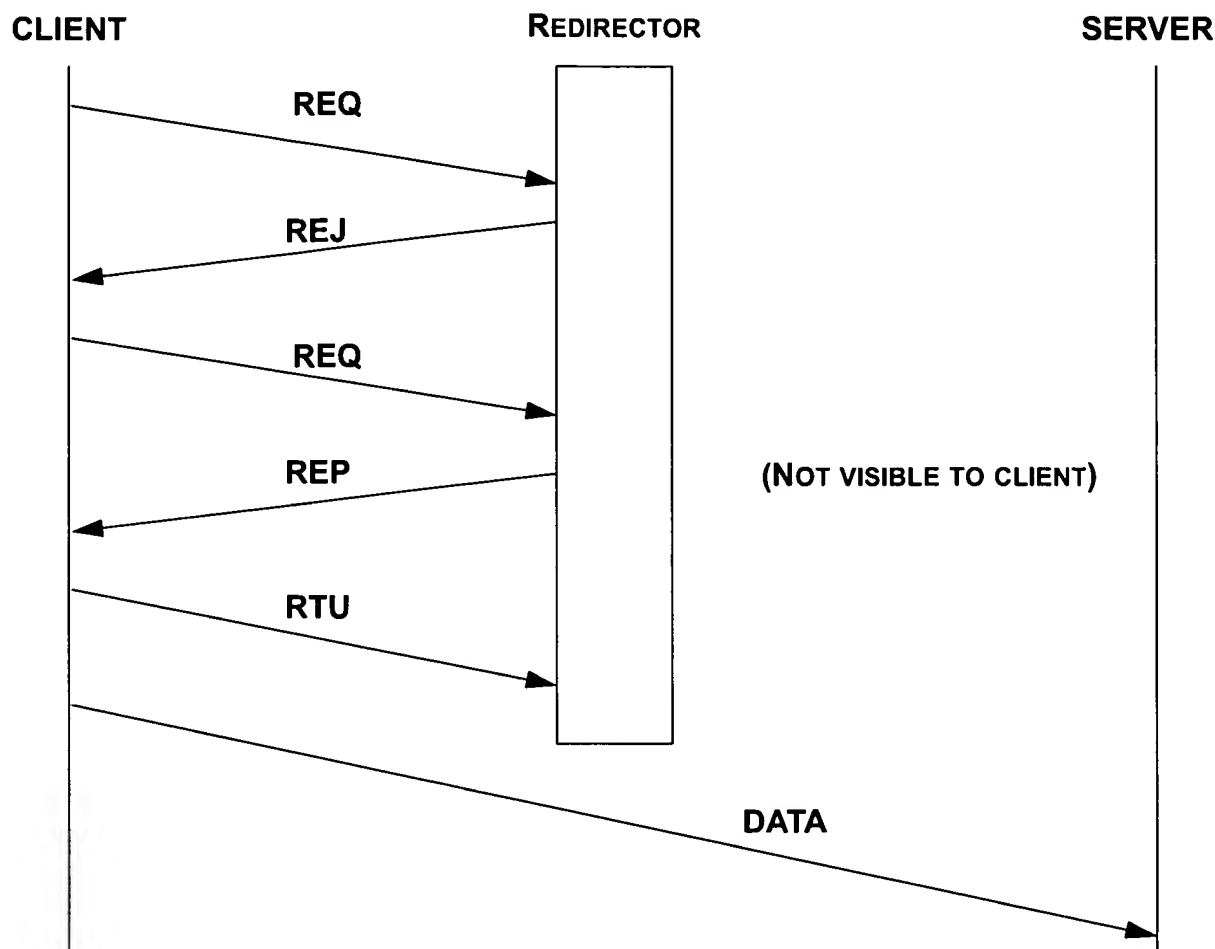 CLIENT
REDIRECTOR
SERVER
REQ
REJ
REQ
REP
(NOT VISIBLE TO CLIENT)
RTU
DATA